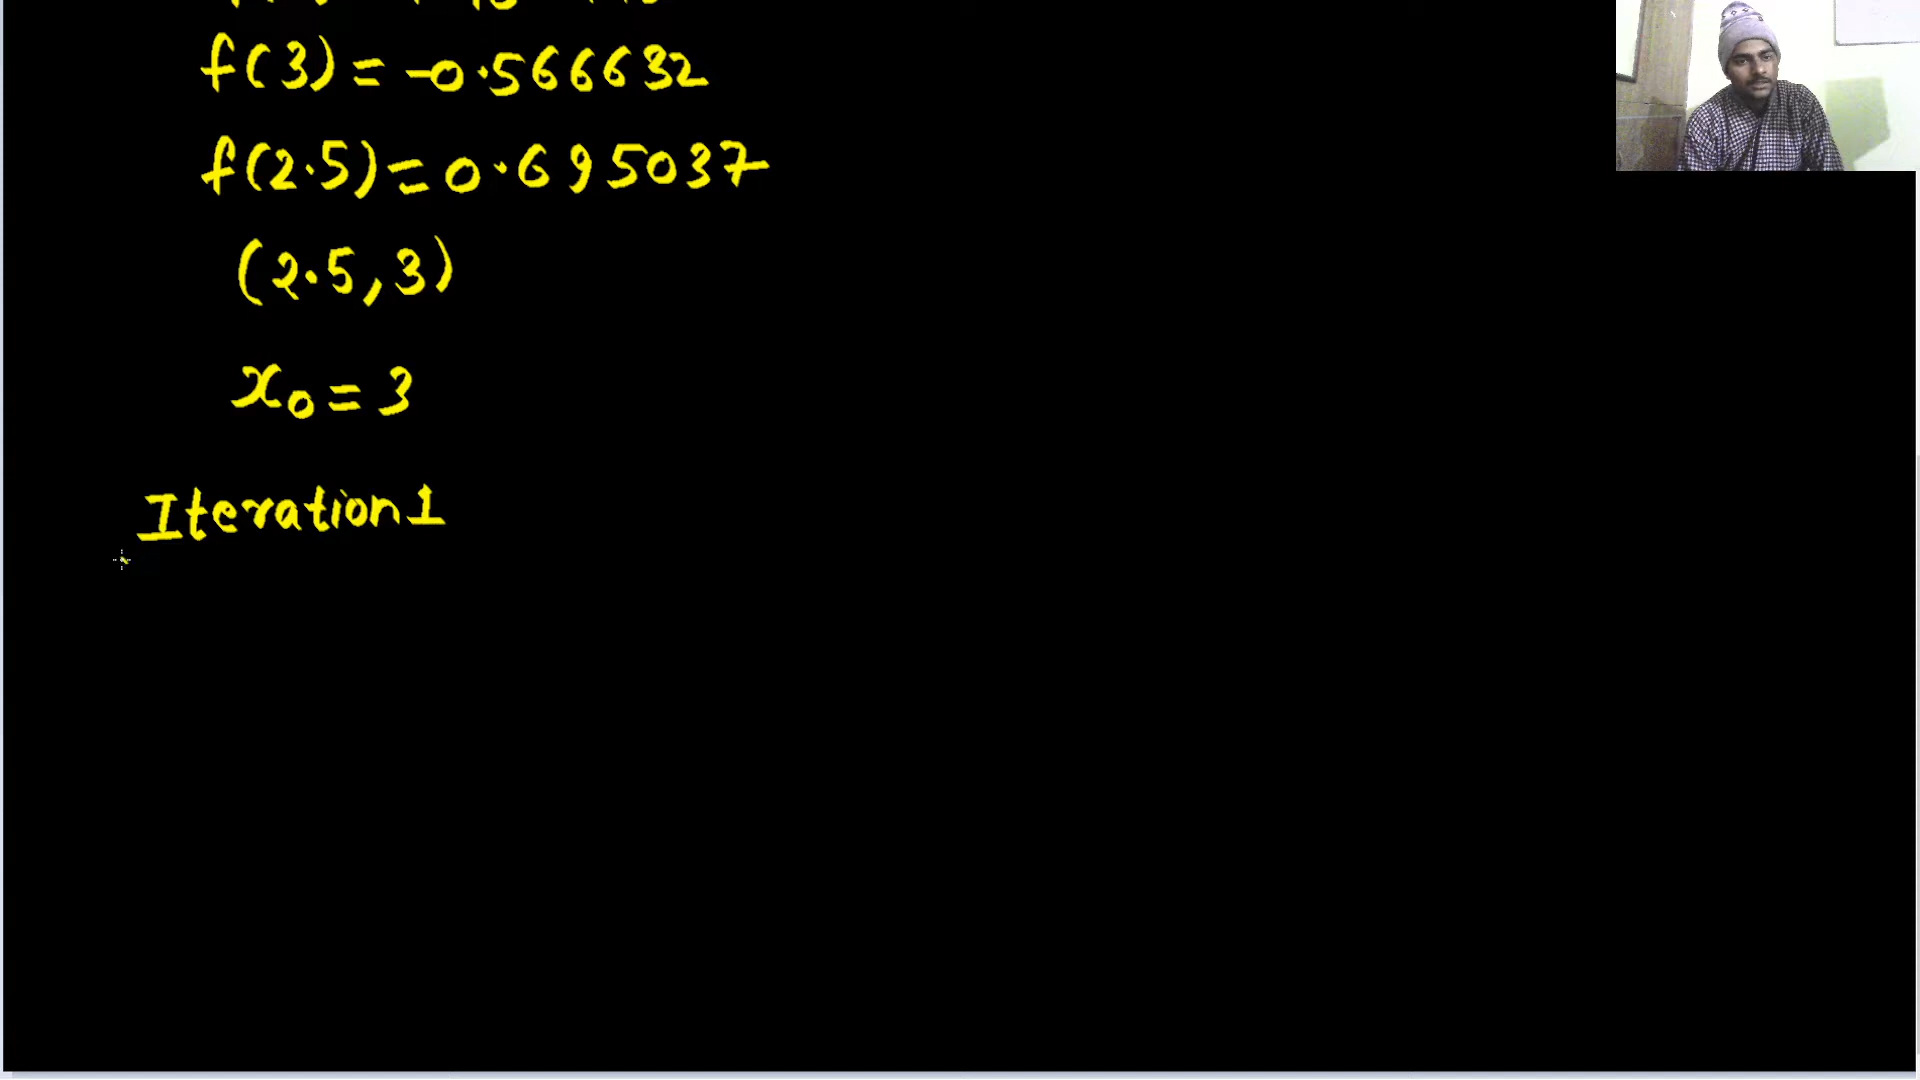 f(3) = -0.566632
f(2.5) = 0.695037
(2.5, 3)
x₀ = 3
Iteration 1